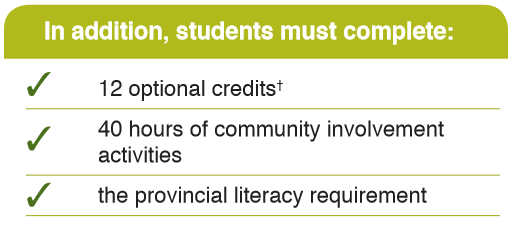 In addition, students must complete:
✓ 12 optional credits†
✓ 40 hours of community involvement
activities
✓ the provincial literacy requirement